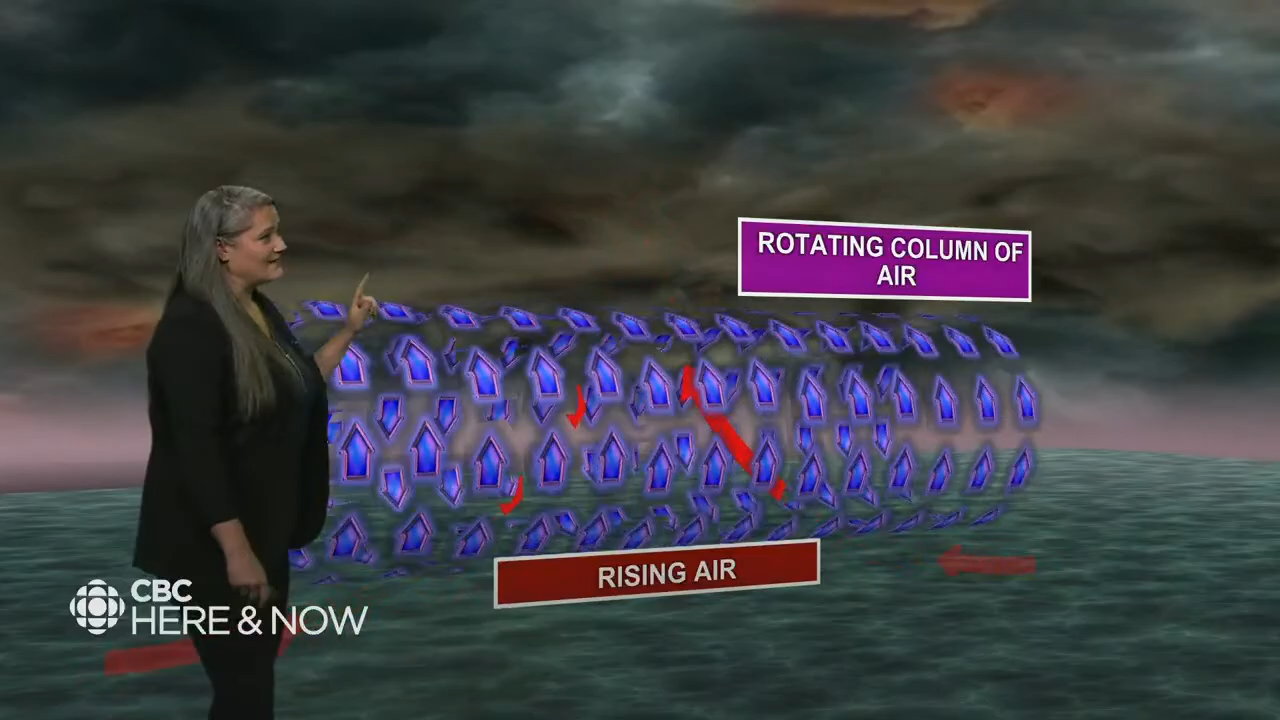 ROTATING COLUMN OF
AIR
RISING AIR
CBC
HERE & NOW